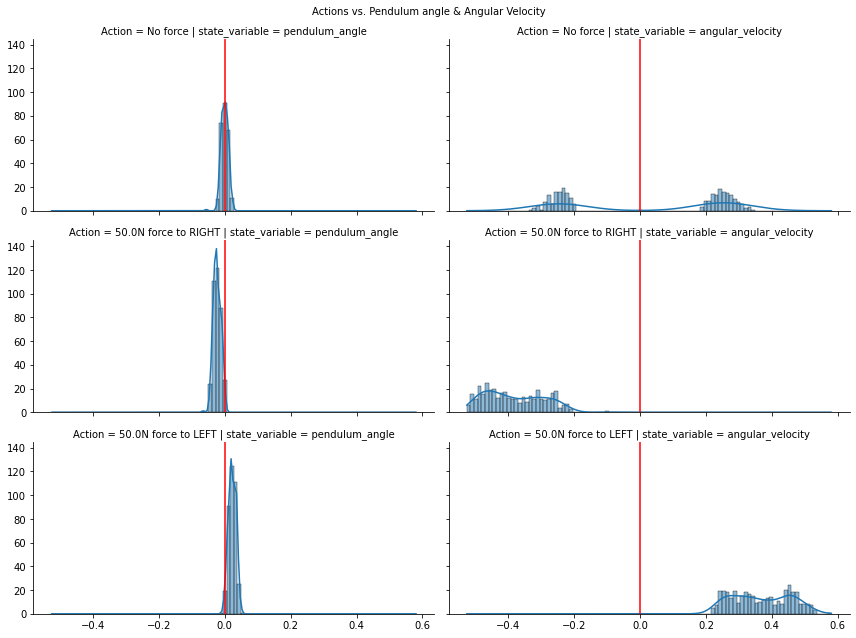 Actions vs. Pendulum angle & Angular Velocity
Action = No force | state_variable = pendulum_angle
Action = No force | state_variable = angular_velocity
140
120
100
80
60
40
20
0
Action = 50.0N force to RIGHT | state_variable = pendulum_angle
Action = 50.0N force to RIGHT | state_variable = angular_velocity
140
120
100
80
60
40
20
0
Action = 50.0N force to LEFT | state_variable = pendulum_angle
Action = 50.0N force to LEFT | state_variable = angular_velocity
140
120
100
80
60
40
20
0
−0.4 −0.2 0.0 0.2 0.4 0.6
−0.4 −0.2 0.0 0.2 0.4 0.6